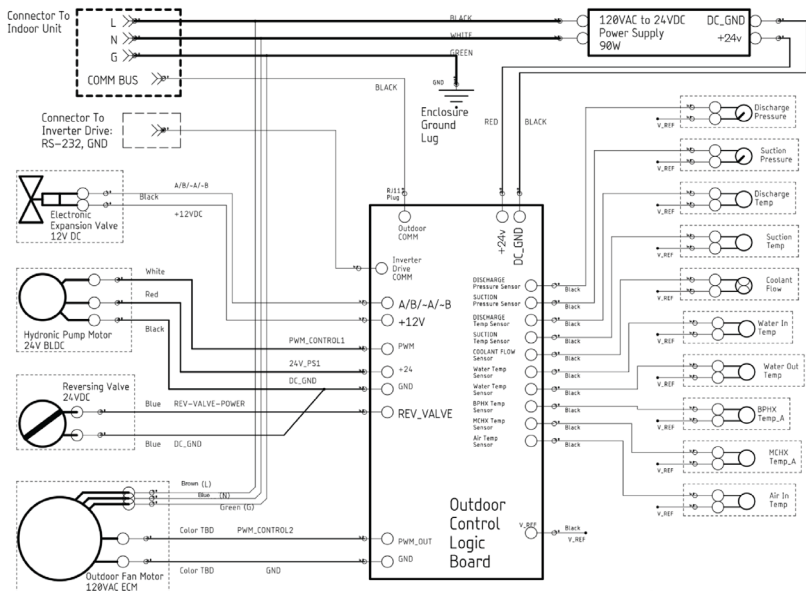 Connector To
Indoor Unit
L
N
G
COMM BUS
BLACK
WHITE
GREEN
120VAC to 24VDC
Power Supply
90W
DC_GND
+24v
BLACK
GND
Enclosure
Ground
Lug
RED
BLACK
Connector To
Inverter Drive:
RS-232, GND
Electronic
Expansion Valve
12V DC
A/B/~A/~B
Black
+12VDC
Hydronic Pump Motor
24V BLDC
White
Red
Black
PWM_CONTROL1
24V_PS1
DC_GND
Reversing Valve
24VDC
Blue
REV-VALVE-POWER
Blue
DC_GND
Outdoor Fan Motor
120VAC ECM
Brown (L)
Blue (N)
Green (G)
Color TBD
PWM_CONTROL2
Color TBD
GND
RJ11
Plug
Outdoor
COMM
+24v
DC_GND
Inverter
Drive
COMM
A/B/~A/~B
+12V
PWM
+24
GND
REV_VALVE
PWM_OUT
GND
DISCHARGE
Pressure Sensor
SUCTION
Pressure Sensor
DISCHARGE
Temp Sensor
SUCTION
Temp Sensor
COOLANT FLOW
Sensor
Water Temp
Sensor
Water Temp
Sensor
BPHX Temp
Sensor
MCHX Temp
Sensor
Air Temp
Sensor
Black
Black
Black
Black
Black
Black
Black
Black
Black
Black
Outdoor
Control
Logic
Board
V_REF
Black
V_REF
Discharge
Pressure
V_REF
Suction
Pressure
V_REF
Discharge
Temp
V_REF
Suction
Temp
V_REF
Coolant
Flow
V_REF
Water In
Temp
V_REF
Water Out
Temp
V_REF
BPHX
Temp_A
V_REF
MCHX
Temp_A
V_REF
Air In
Temp
V_REF